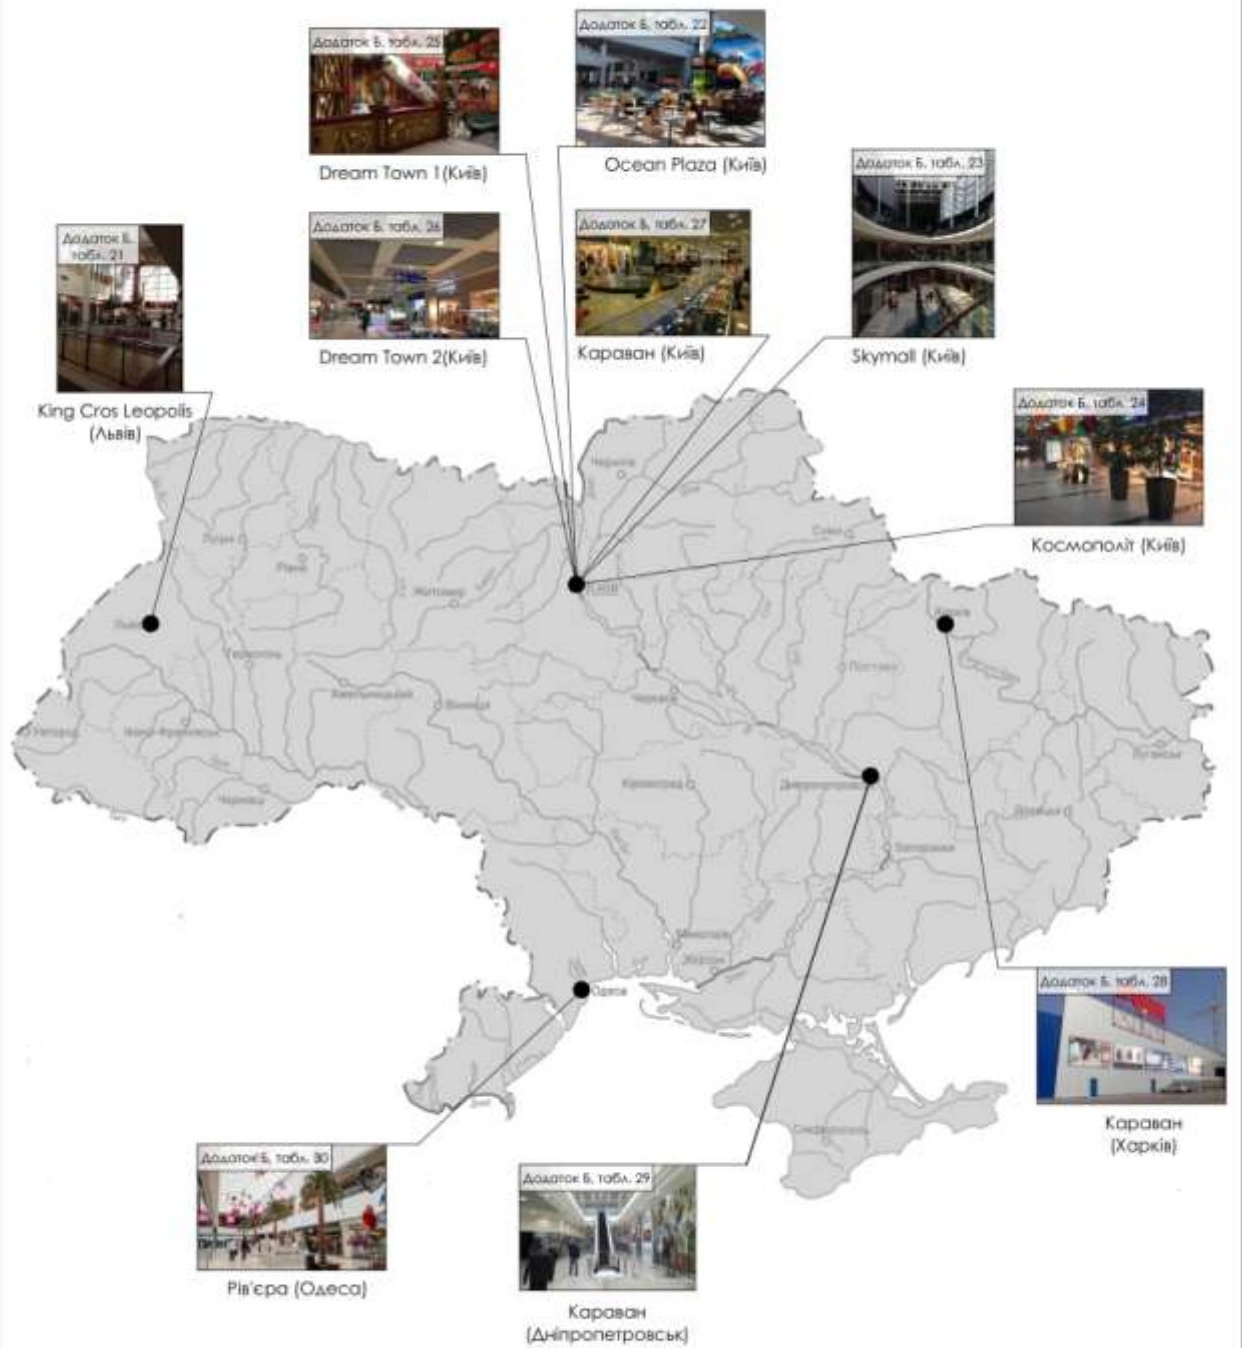 Додаток Б, табл. 25
Dream Town 1(Київ)
Додаток Б, табл. 22
Ocean Plaza (Київ)
Додаток Б, табл. 23
Skymall (Київ)
Додаток Б,
табл. 21
King Cros Leopolis
(Львів)
Додаток Б, табл. 26
Dream Town 2(Київ)
Додаток Б, табл. 27
Караван (Київ)
Додаток Б, табл. 24
Космополіт (Київ)
Чернігів
Суми
Рівне
Житомир
Київ
Харків
Тернопіль
Полтава
Хмельницький
Вінниця
Черкаси
Ужгород
Івано-Франківськ
Луганськ
Чернівці
Кіровоград
Донецьк
Запоріжжя
Миколаїв
Херсон
Одеса
Сімферополь
Додаток Б, табл. 28
Караван
(Харків)
Додаток Б, табл. 30
Рів'єра (Одеса)
Додаток Б, табл. 29
Караван
(Дніпропетровськ)